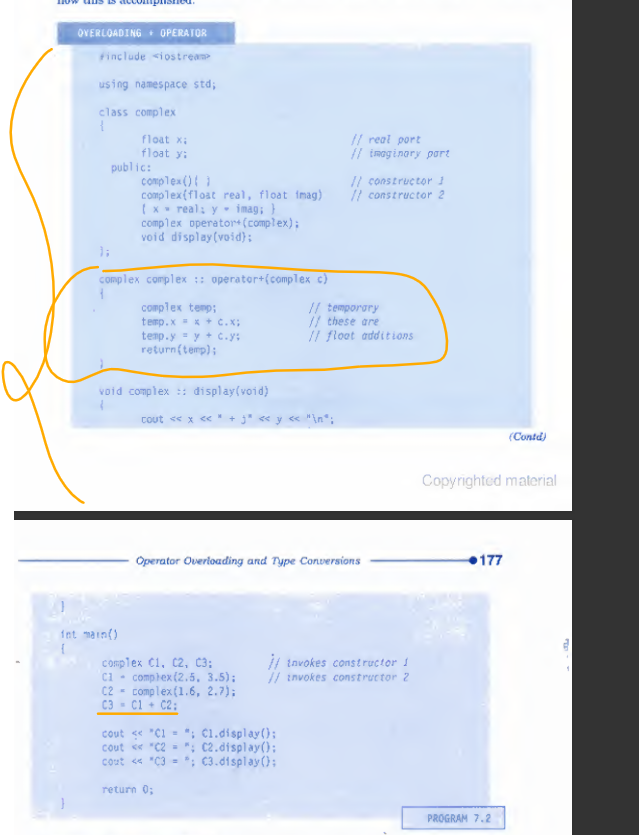 how this is accomplished.
OVERLOADING + OPERATOR
#include <iostream>
using namespace std;
class complex
{
float x; // real part
float y; // imaginary part
public:
complex(){ } // constructor 1
complex(float real, float imag) // constructor 2
{ x = real; y = imag; }
complex operator+(complex);
void display(void);
};
complex complex :: operator+(complex c)
{
complex temp; // temporary
temp.x = x + c.x; // these are
temp.y = y + c.y; // float additions
return(temp);
}
void complex :: display(void)
{
cout << x << " + j" << y << "\n";
(Contd)
Copyrighted material
Operator Overloading and Type Conversions 177
}
int main()
{
complex C1, C2, C3; // invokes constructor 1
C1 = complex(2.5, 3.5); // invokes constructor 2
C2 = complex(1.6, 2.7);
C3 = C1 + C2;
cout << "C1 = "; C1.display();
cout << "C2 = "; C2.display();
cout << "C3 = "; C3.display();
return 0;
}
PROGRAM 7.2